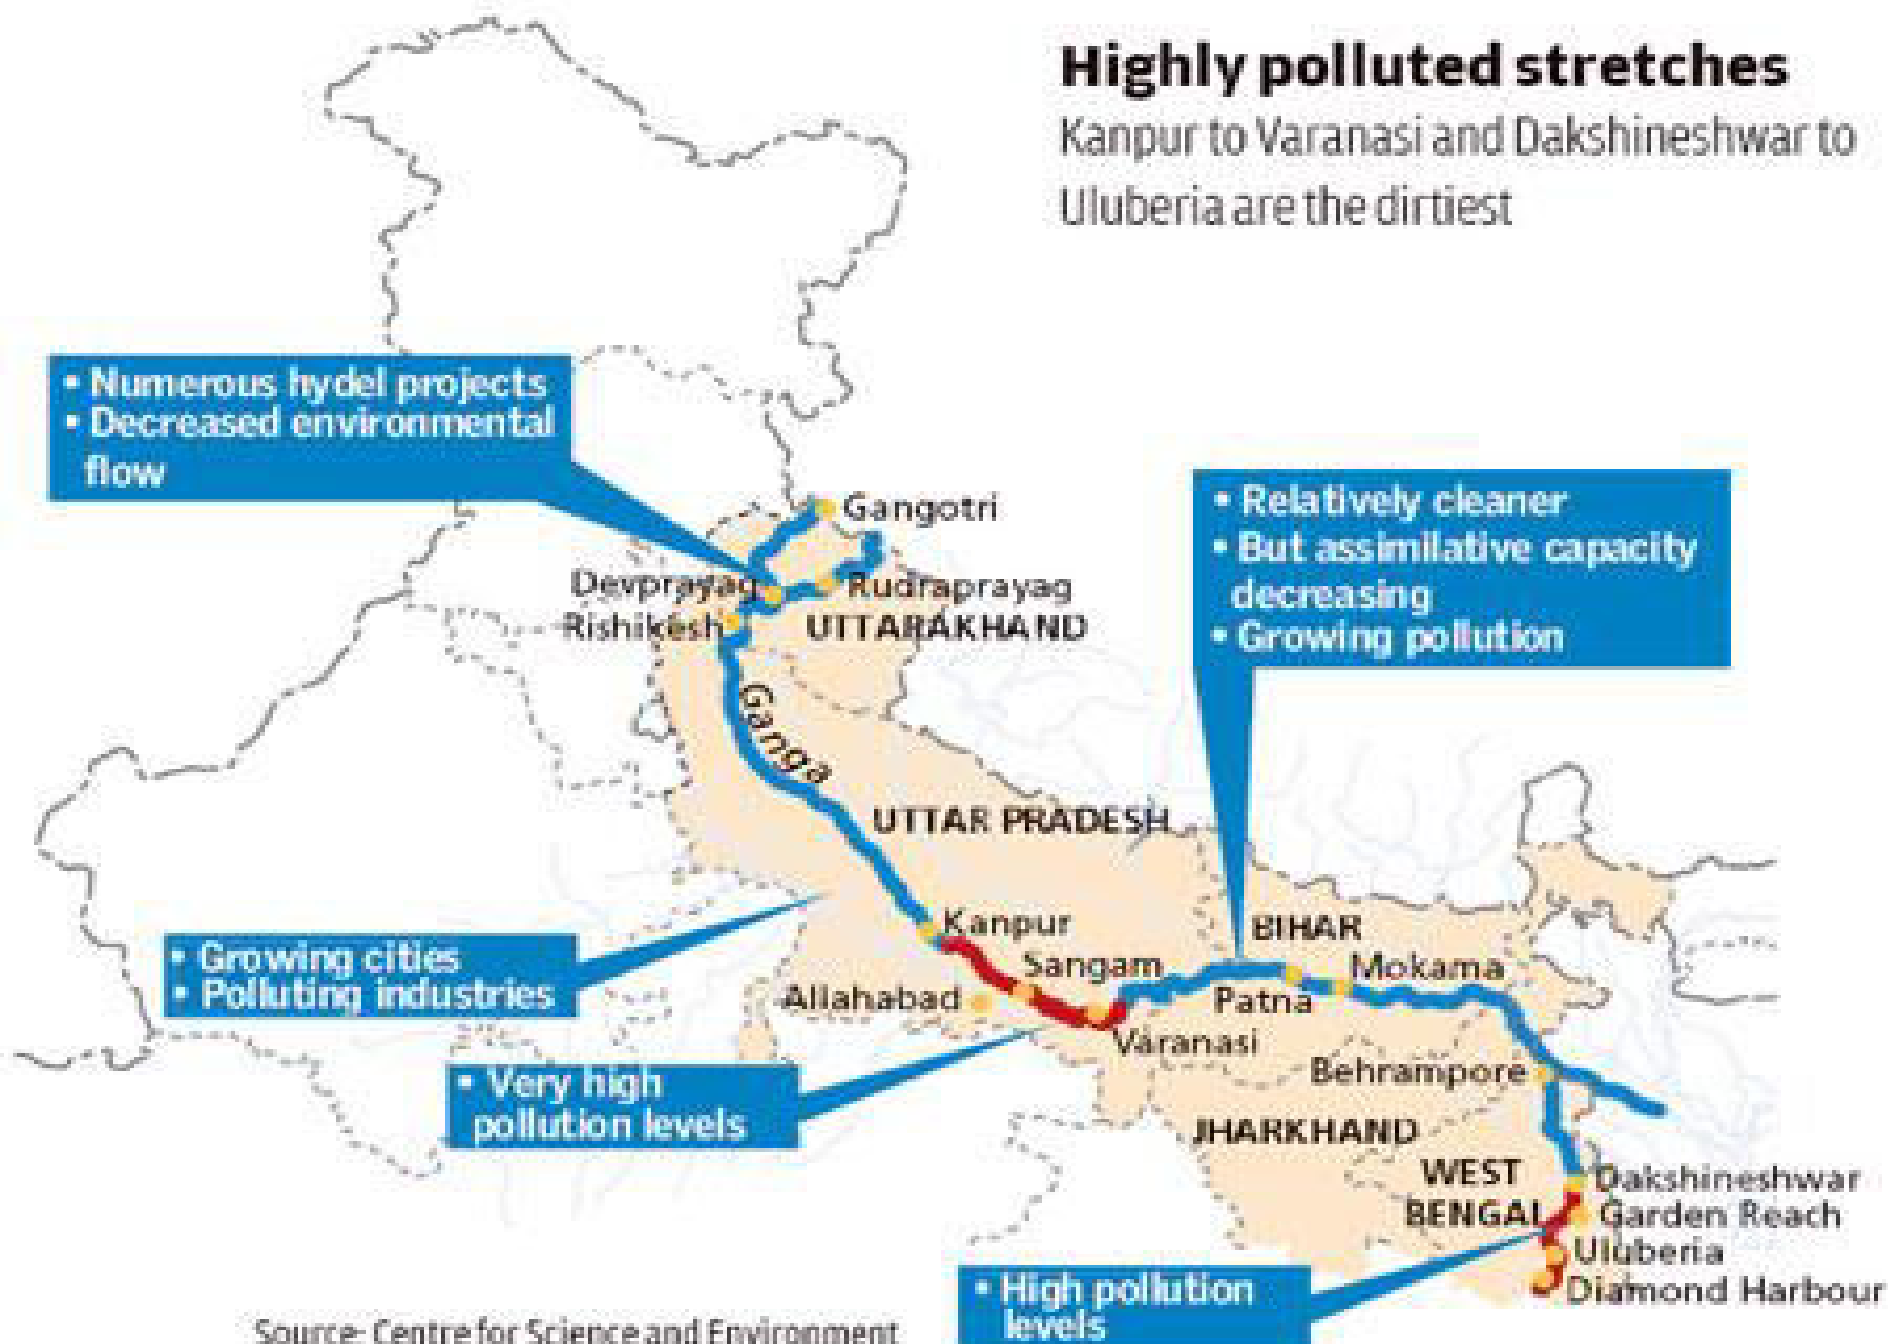 Highly polluted stretches
Kanpur to Varanasi and Dakshineshwar to
Uluberia are the dirtiest
• Numerous hydel projects
• Decreased environmental
flow
• Relatively cleaner
• But assimilative capacity
decreasing
• Growing pollution
Gangotri
Devprayag
Rudraprayag
Rishikesh
UTTARAKHAND
Ganga
UTTAR PRADESH
Kanpur
BIHAR
• Growing cities
• Polluting industries
Sangam
Mokama
Allahabad
Patna
Varanasi
• Very high
pollution levels
Behrampore
JHARKHAND
WEST
BENGAL
Dakshineshwar
Garden Reach
Uluberia
Diamond Harbour
• High pollution
levels
Source- Centre for Science and Environment